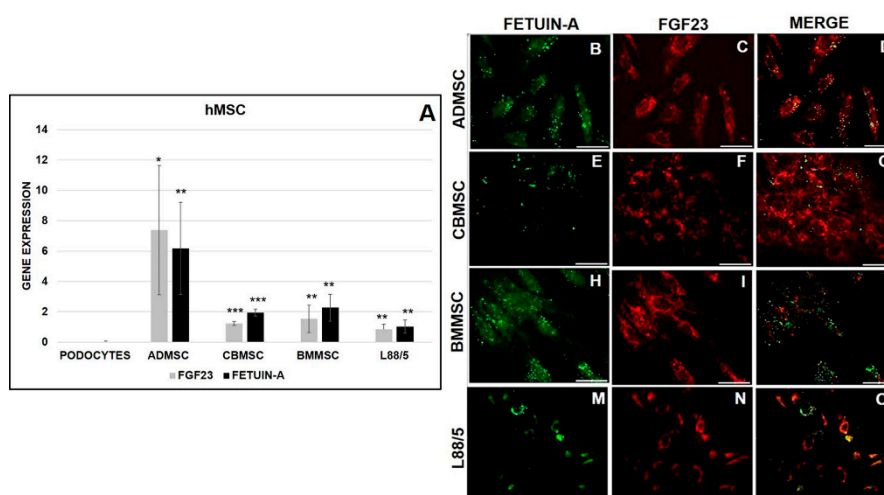 hMSC
A
GENE EXPRESSION
14
12
10
8
6
4
2
0
*
**
***
***
**
**
**
**
PODOCYTES
ADMSC
CBMSC
BMMSC
L88/5
FGF23
FETUIN-A
FETUIN-A
FGF23
MERGE
ADMSC
B
C
D
CBMSC
E
F
G
BMMSC
H
I
L88/5
M
N
O